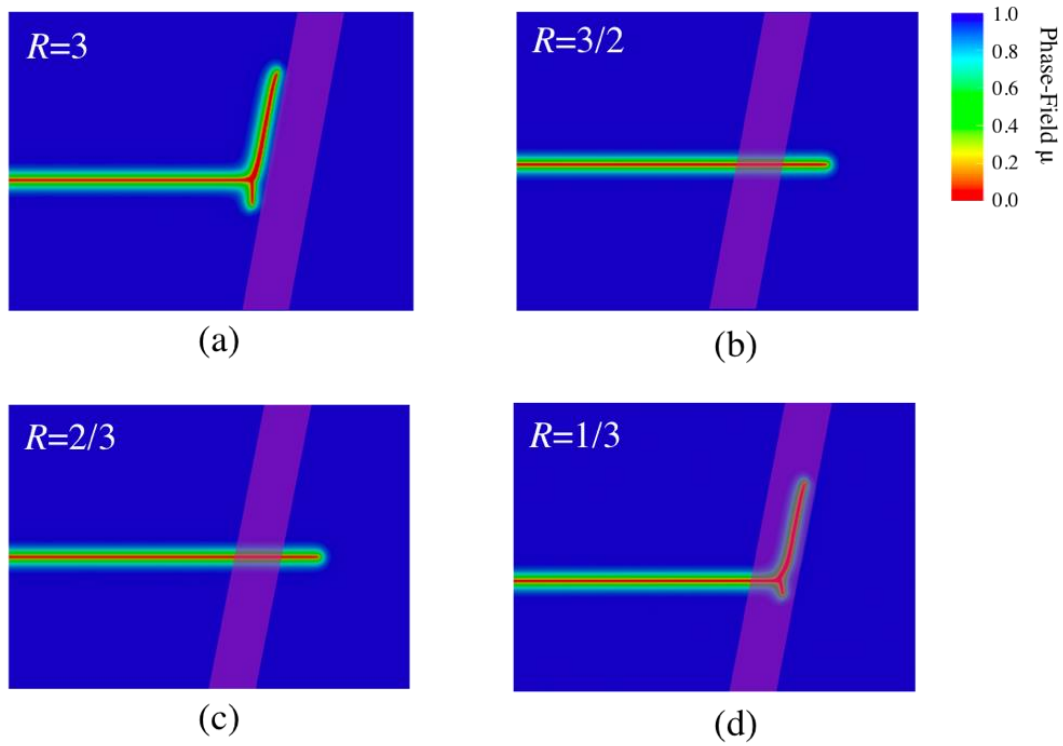 R=3
R=3/2
1.0
0.8
0.6
0.4
0.2
0.0
Phase-Field μ
(a)
(b)
R=2/3
R=1/3
(c)
(d)